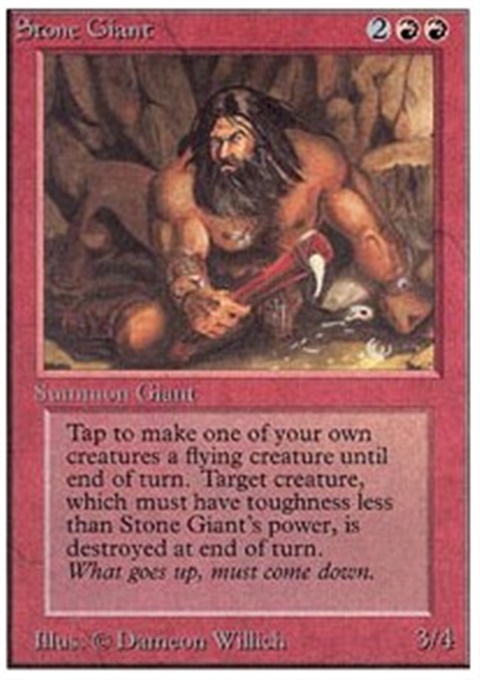 Stone Giant 2
Summon Giant
Tap to make one of your own
creatures a flying creature until
end of turn. Target creature,
which must have toughness less
than Stone Giant's power, is
destroyed at end of turn.
What goes up, must come down.
Illus. © Dameon Willich 3/4